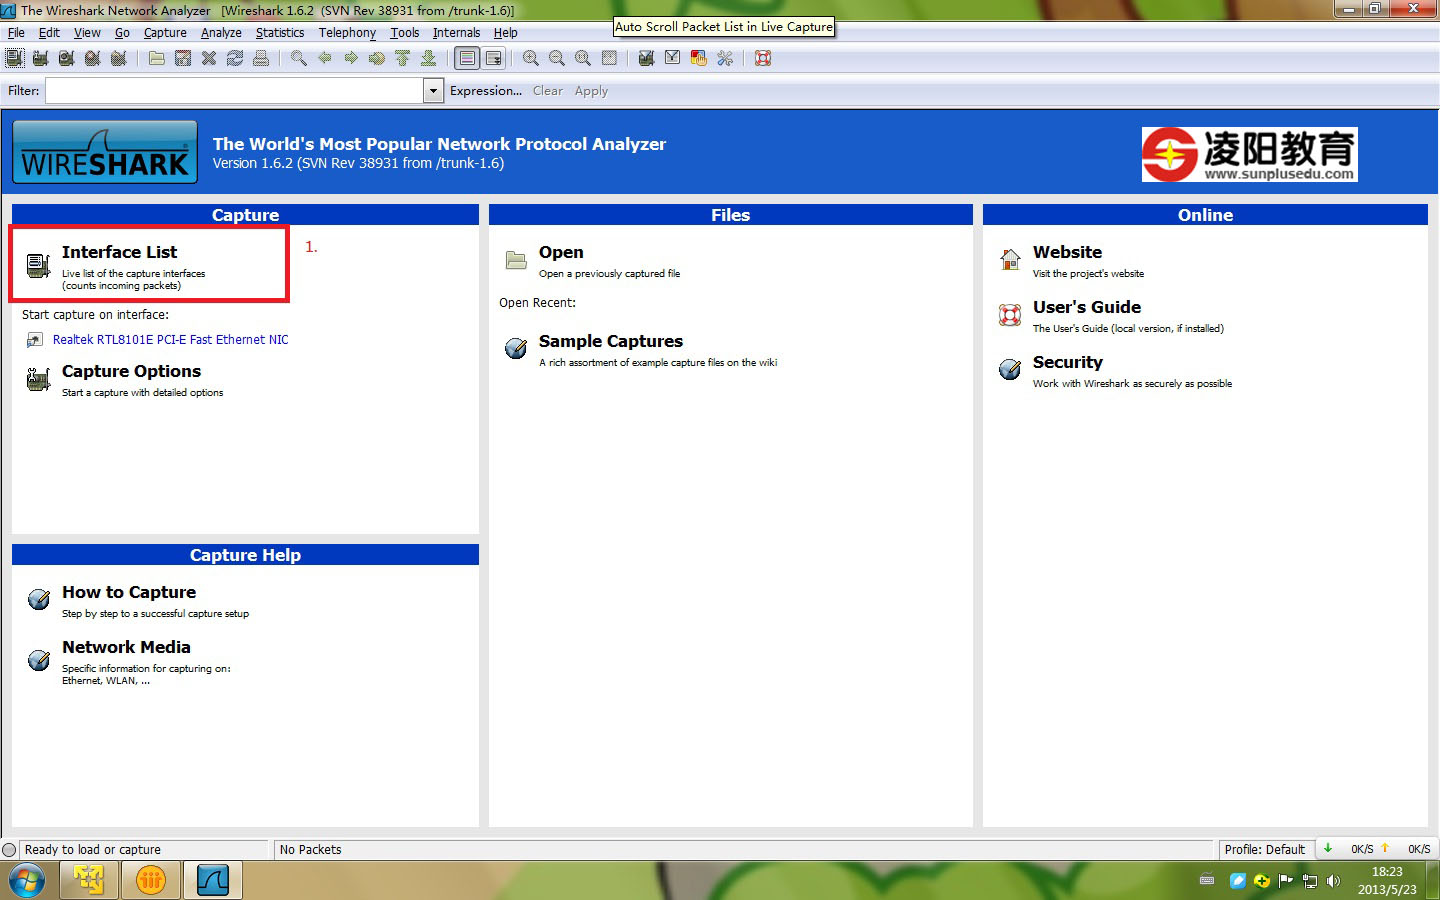 The Wireshark Network Analyzer   [Wireshark 1.6.2  (SVN Rev 38931 from /trunk-1.6)]
Auto Scroll Packet List in Live Capture
File Edit View Go Capture Analyze Statistics Telephony Tools Internals Help
Filter: Expression... Clear Apply
WIRESHARK
The World's Most Popular Network Protocol Analyzer
Version 1.6.2 (SVN Rev 38931 from /trunk-1.6)
凌阳教育
www.sunplusedu.com
Capture
Interface List
1.
Live list of the capture interfaces
(counts incoming packets)
Start capture on interface:
Realtek RTL8101E PCI-E Fast Ethernet NIC
Capture Options
Start a capture with detailed options
Capture Help
How to Capture
Step by step to a successful capture setup
Network Media
Specific information for capturing on:
Ethernet, WLAN, ...
Files
Open
Open a previously captured file
Open Recent:
Sample Captures
A rich assortment of example capture files on the wiki
Online
Website
Visit the project's website
User's Guide
The User's Guide (local version, if installed)
Security
Work with Wireshark as securely as possible
Ready to load or capture
No Packets
Profile: Default
0K/S
0K/S
18:23
2013/5/23